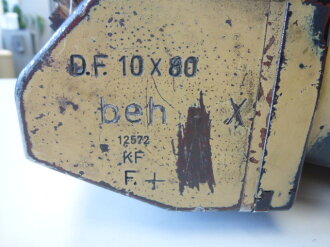 D.F. 10 X 80
beh X
12572
KF
F. +